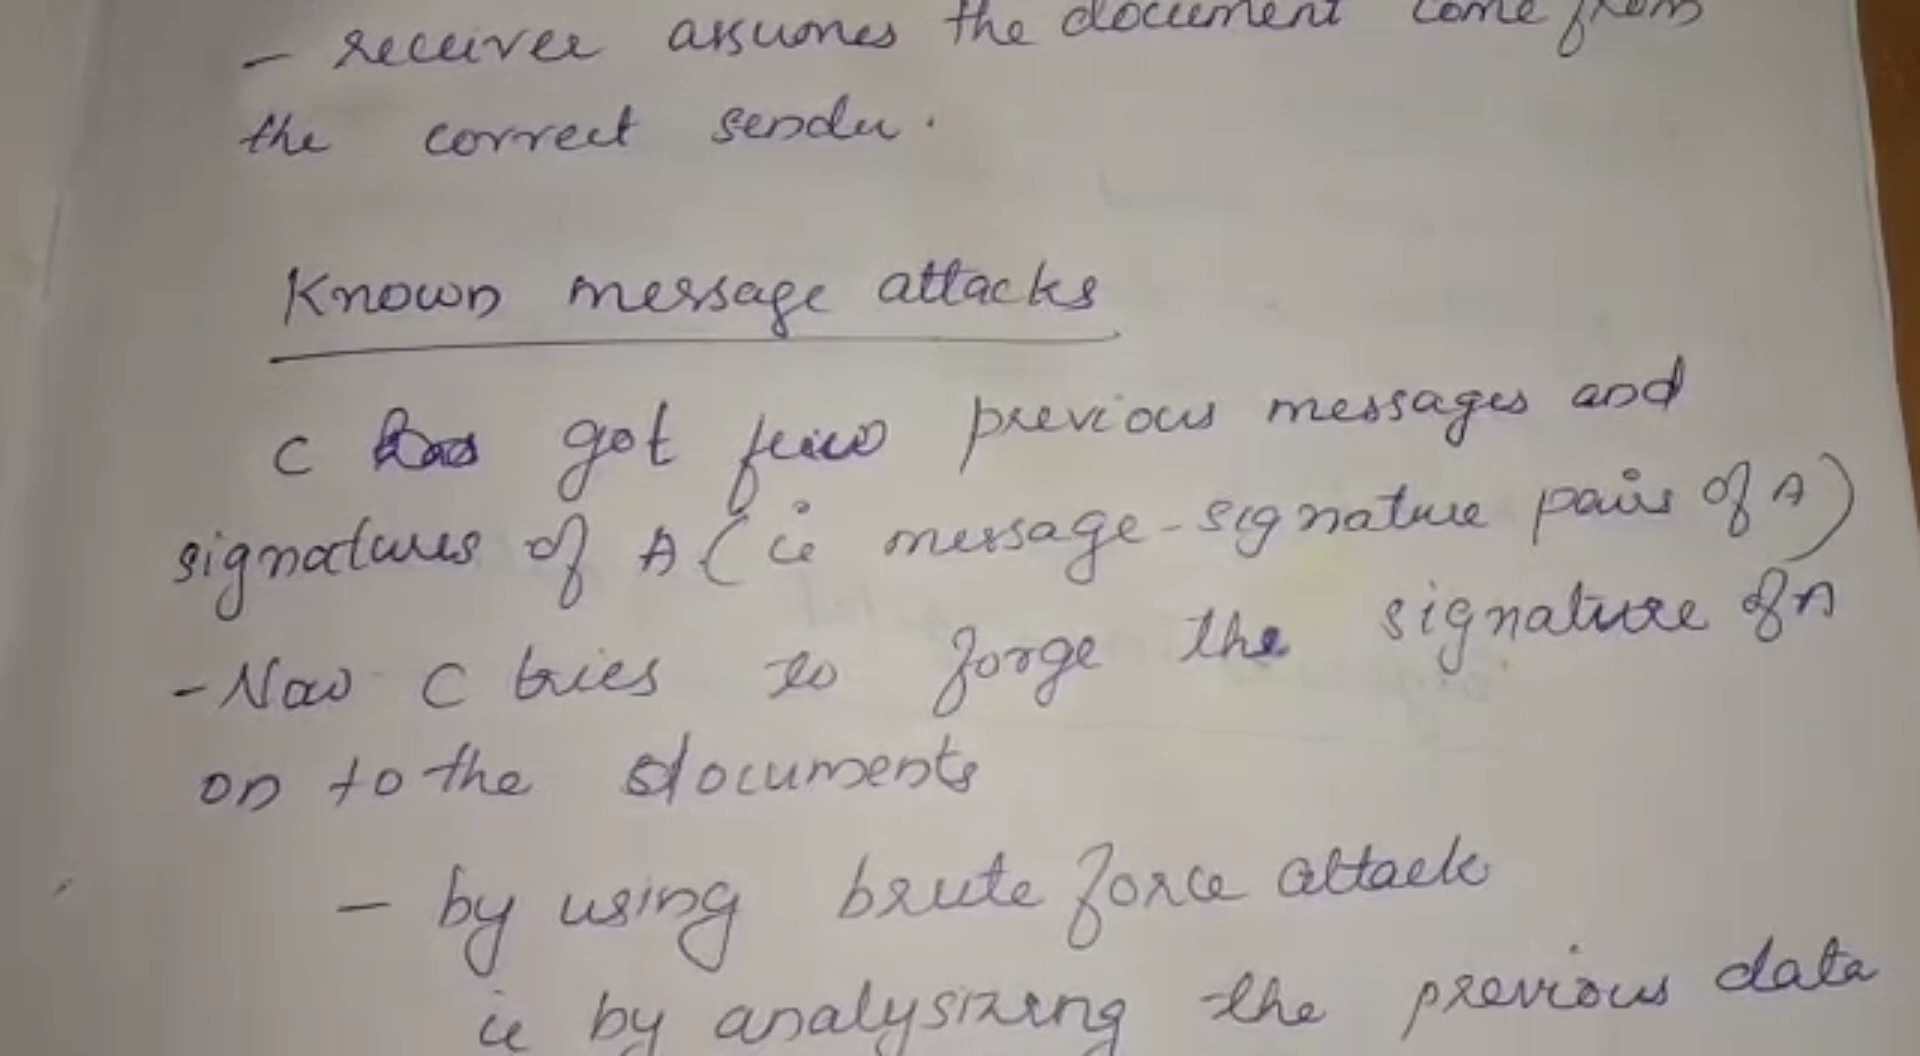 - receiver assumes the document come from
the correct sender.
Known message attacks
C has got few previous messages and
signatures of A (ie message-signature pairs of A)
- Now C tries to forge the signature of A
on to the documents
- by using brute force attack
ie by analysizing the previous data